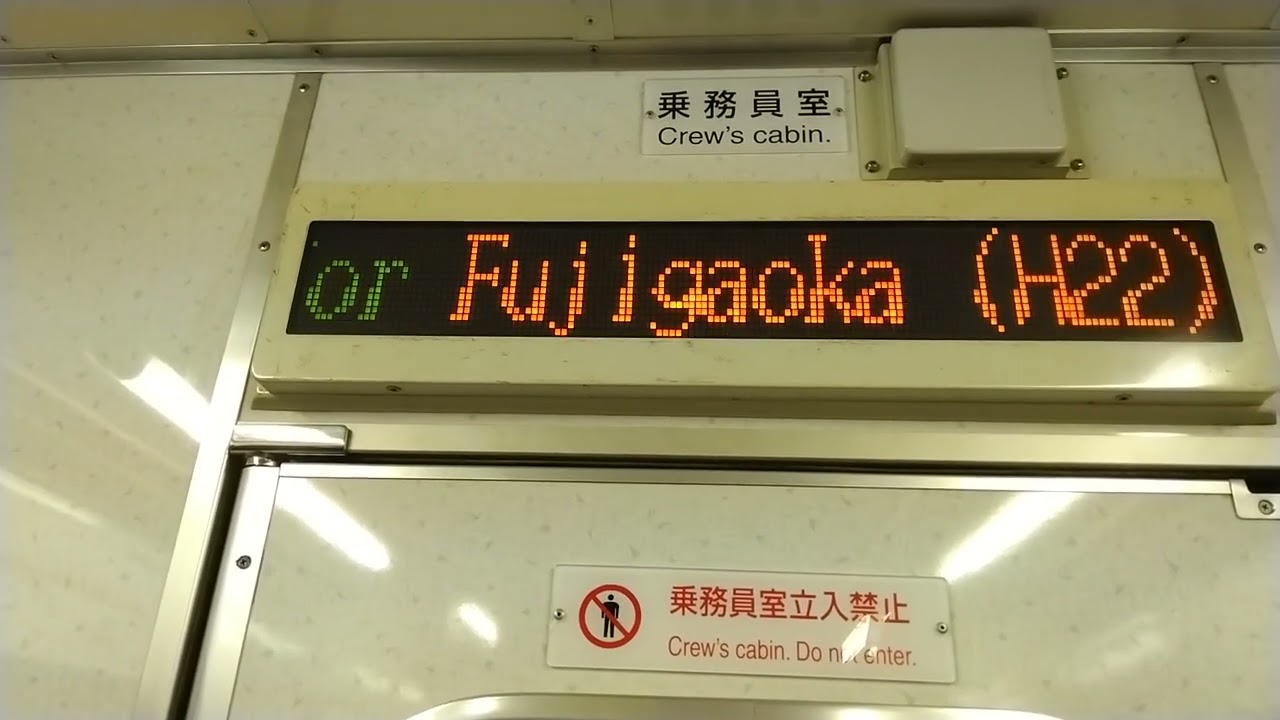 乗務員室
Crew's cabin.
or Fujigaoka (H22)
乗務員室立入禁止
Crew's cabin. Do not enter.